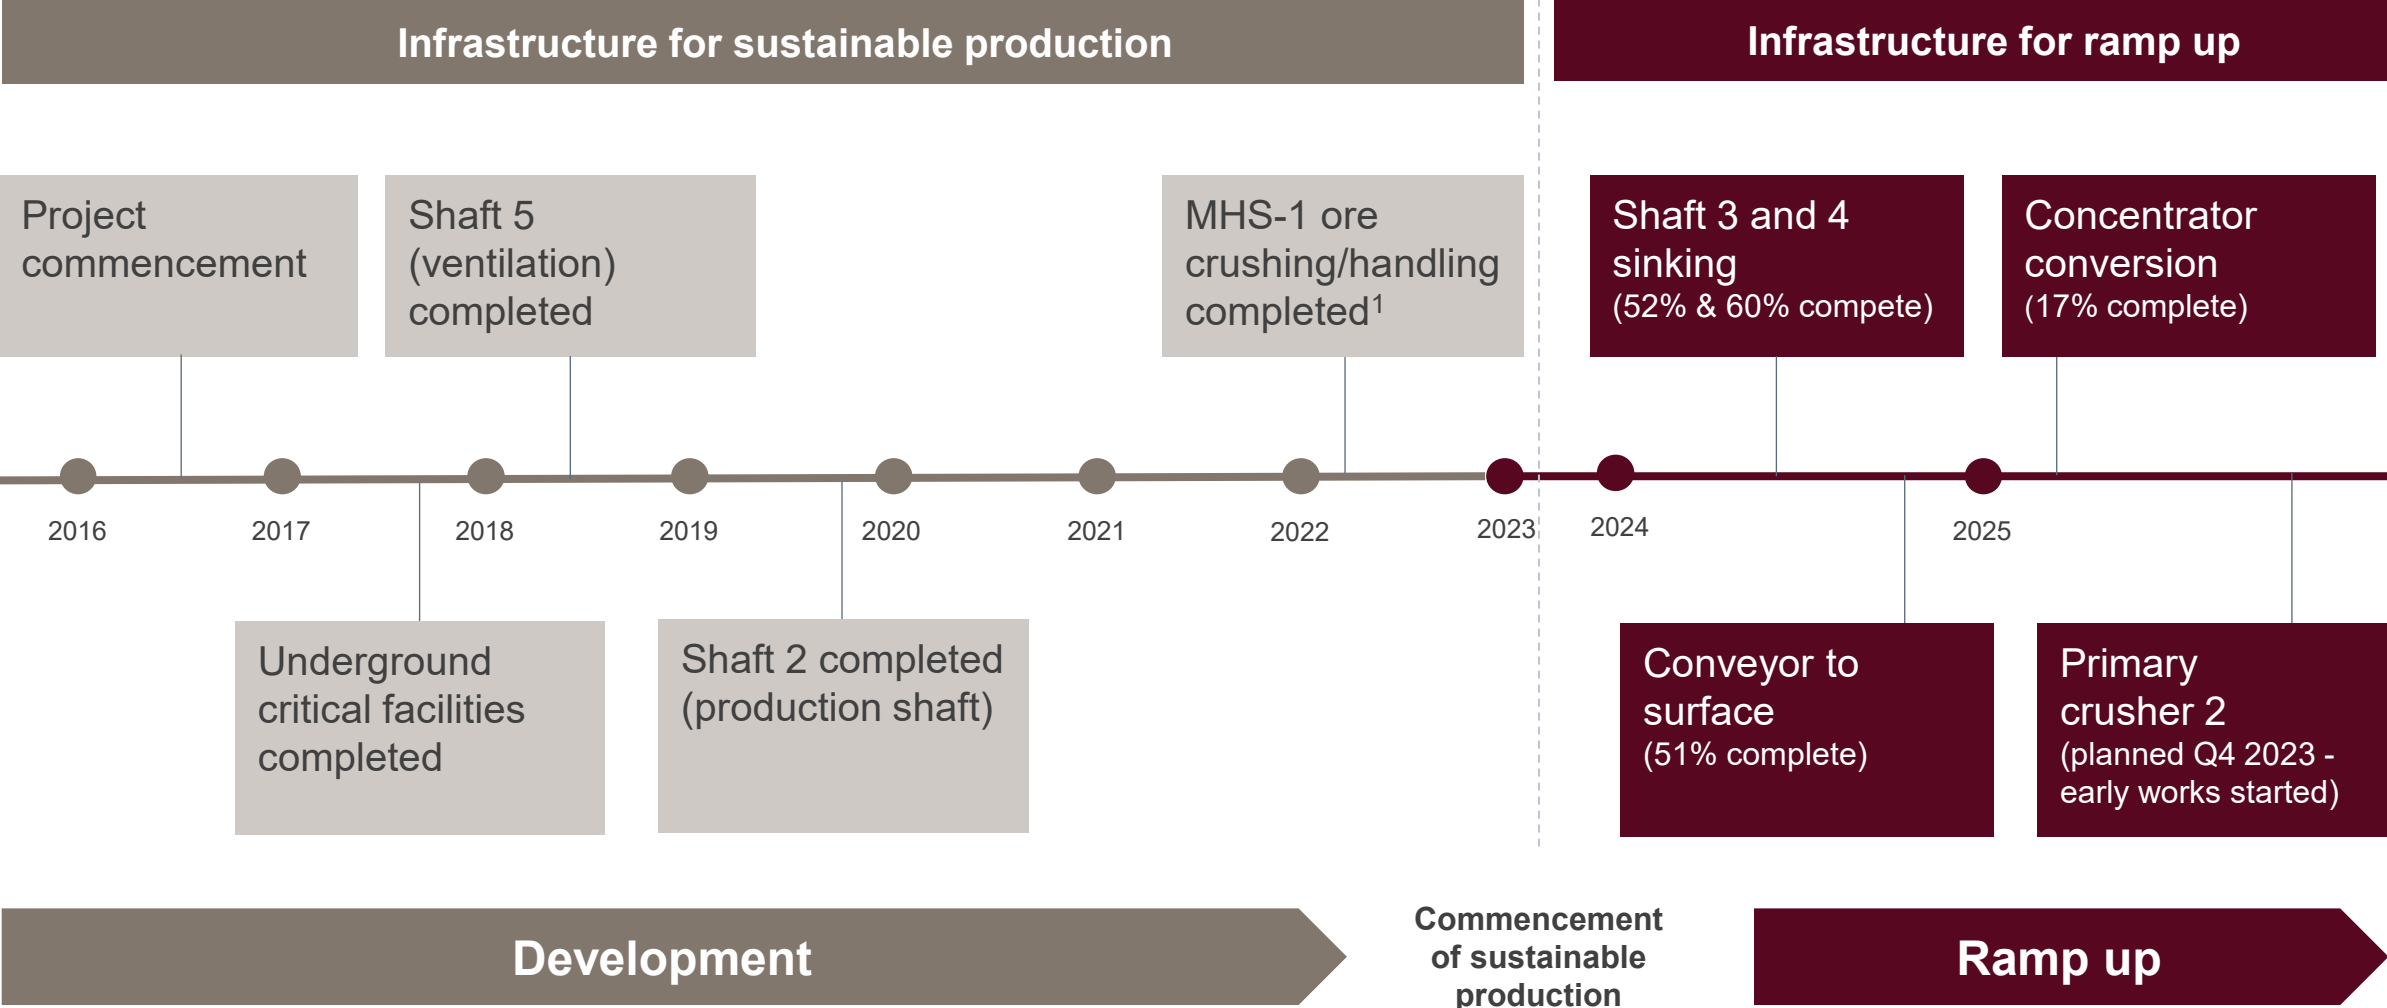 Infrastructure for sustainable production
Infrastructure for ramp up
Project
commencement
Shaft 5
(ventilation)
completed
MHS-1 ore
crushing/handling
completed1
Shaft 3 and 4
sinking
(52% & 60% compete)
Concentrator
conversion
(17% complete)
2016
2017
2018
2019
2020
2021
2022
2023
2024
2025
Underground
critical facilities
completed
Shaft 2 completed
(production shaft)
Conveyor to
surface
(51% complete)
Primary
crusher 2
(planned Q4 2023 -
early works started)
Development
Commencement
of sustainable
production
Ramp up